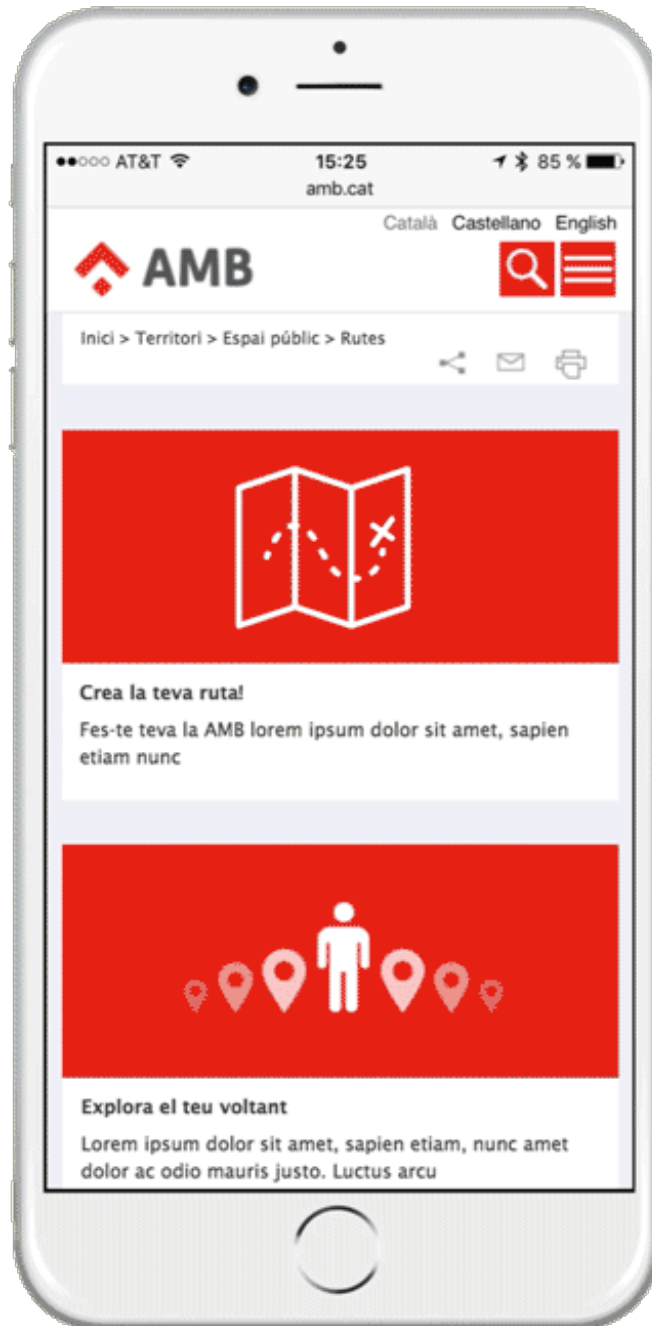 AT&T 15:25 85 %
amb.cat
Català Castellano English
AMB
Inici > Territori > Espai públic > Rutes
Crea la teva ruta!
Fes-te teva la AMB lorem ipsum dolor sit amet, sapien
etiam nunc
Explora el teu voltant
Lorem ipsum dolor sit amet, sapien etiam, nunc amet
dolor ac odio mauris justo. Luctus arcu